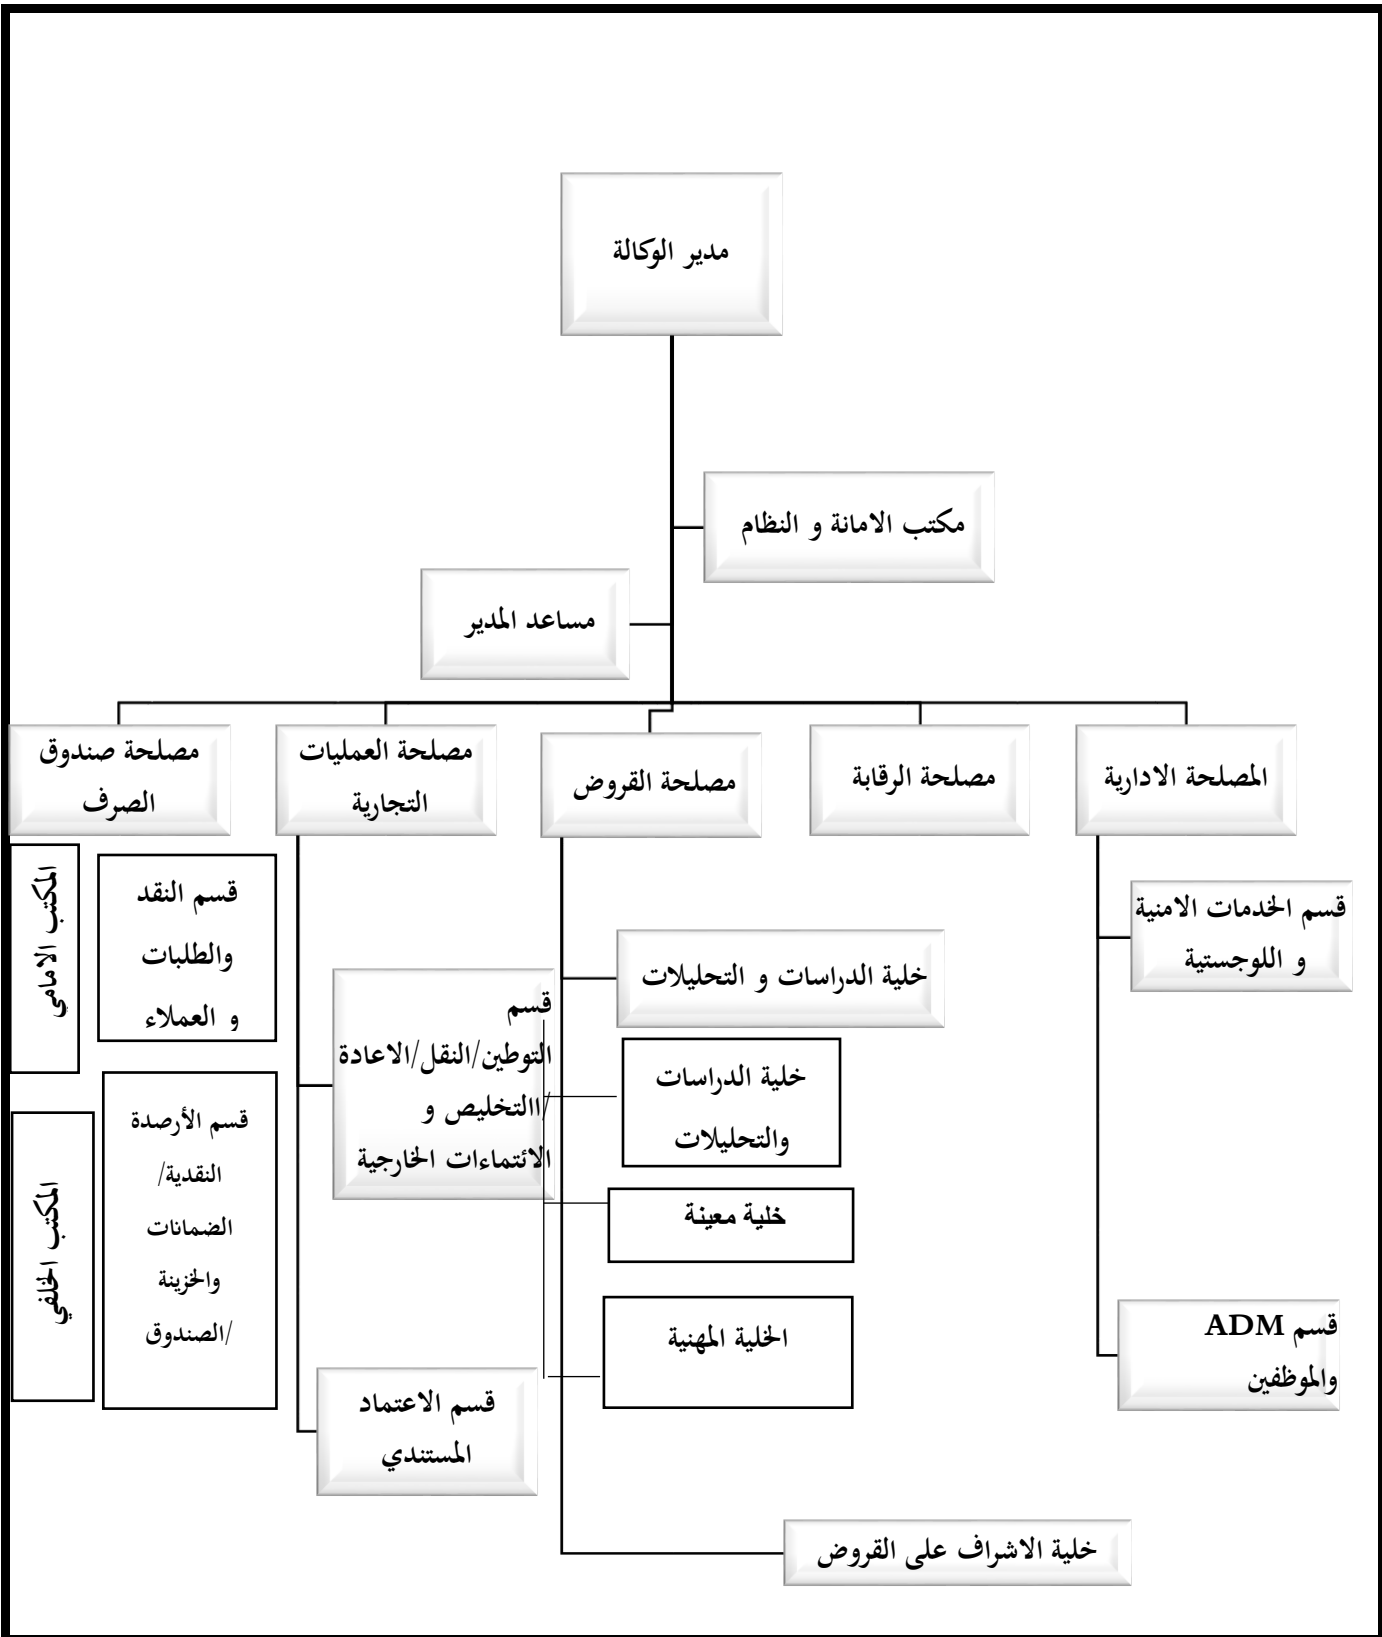 مدير الوكالة
مكتب الامانة و النظام
مساعد المدير
المصلحة الادارية
مصلحة الرقابة
مصلحة القروض
مصلحة العمليات
التجارية
مصلحة صندوق
الصرف
قسم الخدمات الامنية
و اللوجستية
قسم ADM
والموظفين
خلية الدراسات و التحليلات
خلية الدراسات
والتحليلات
خلية معينة
الخلية المهنية
خلية الاشراف على القروض
قسم
التوطين/النقل/الاعادة
/االتخليص و
الائتماءات الخارجية
قسم الاعتماد
المستندي
قسم النقد
والطلبات
و العملاء
المكتب الامامي
قسم الأرصدة
النقدية/
الضمانات
والخزينة
/الصندوق
المكتب الخلفي